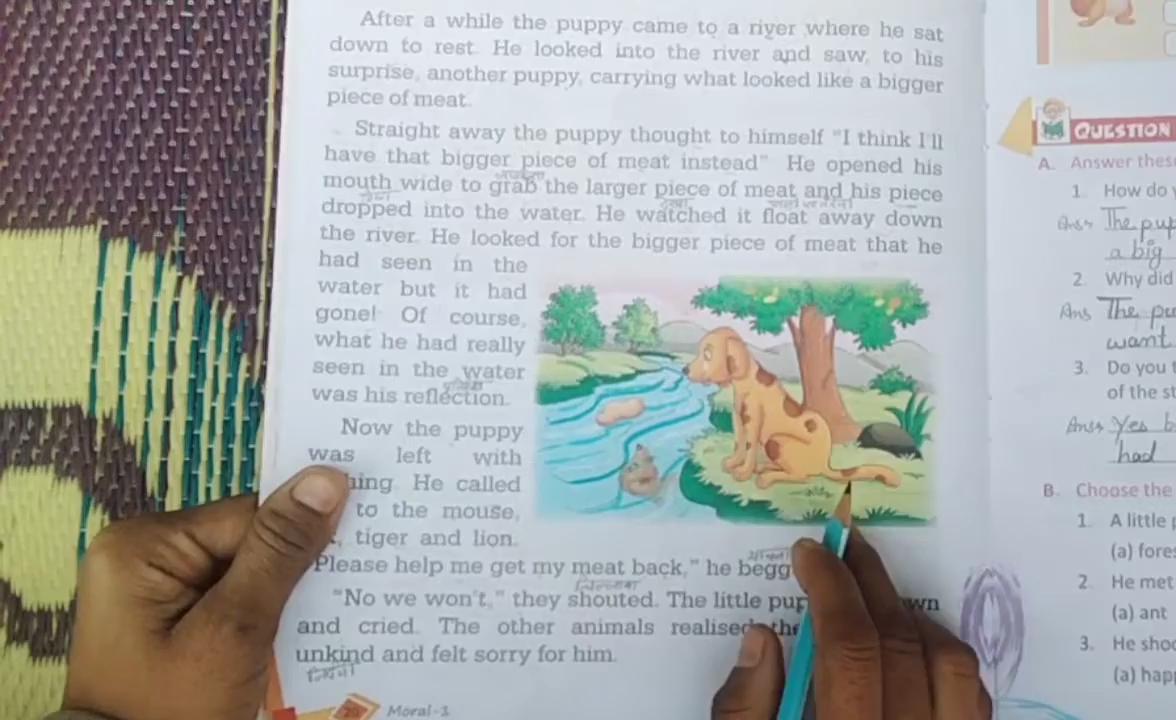 After a while the puppy came to a river where he sat
down to rest. He looked into the river and saw, to his
surprise, another puppy, carrying what looked like a bigger
piece of meat.
Straight away the puppy thought to himself "I think I'll
have that bigger piece of meat instead" He opened his
mouth wide to grab the larger piece of meat and his piece
dropped into the water. He watched it float away down
the river. He looked for the bigger piece of meat that he
had seen in the
water but it had
gone! Of course,
what he had really
seen in the water
was his reflection.
Now the puppy
was left with
hing. He called
to the mouse,
tiger and lion.
Please help me get my meat back," he begg
चिल्लाया
"No we won't," they shouted. The little pup wn
and cried. The other animals realised the
unkind and felt sorry for him.
20 Moral-1
QUESTION
A. Answer thes
1. How do
Ans The pup
a big
2. Why did
Ans The pu
want
3. Do you t
of the st
Ans Yes b
had
B. Choose the
1. A little p
(a) fore
2. He met
(a) ant
3. He shoo
(a) hap